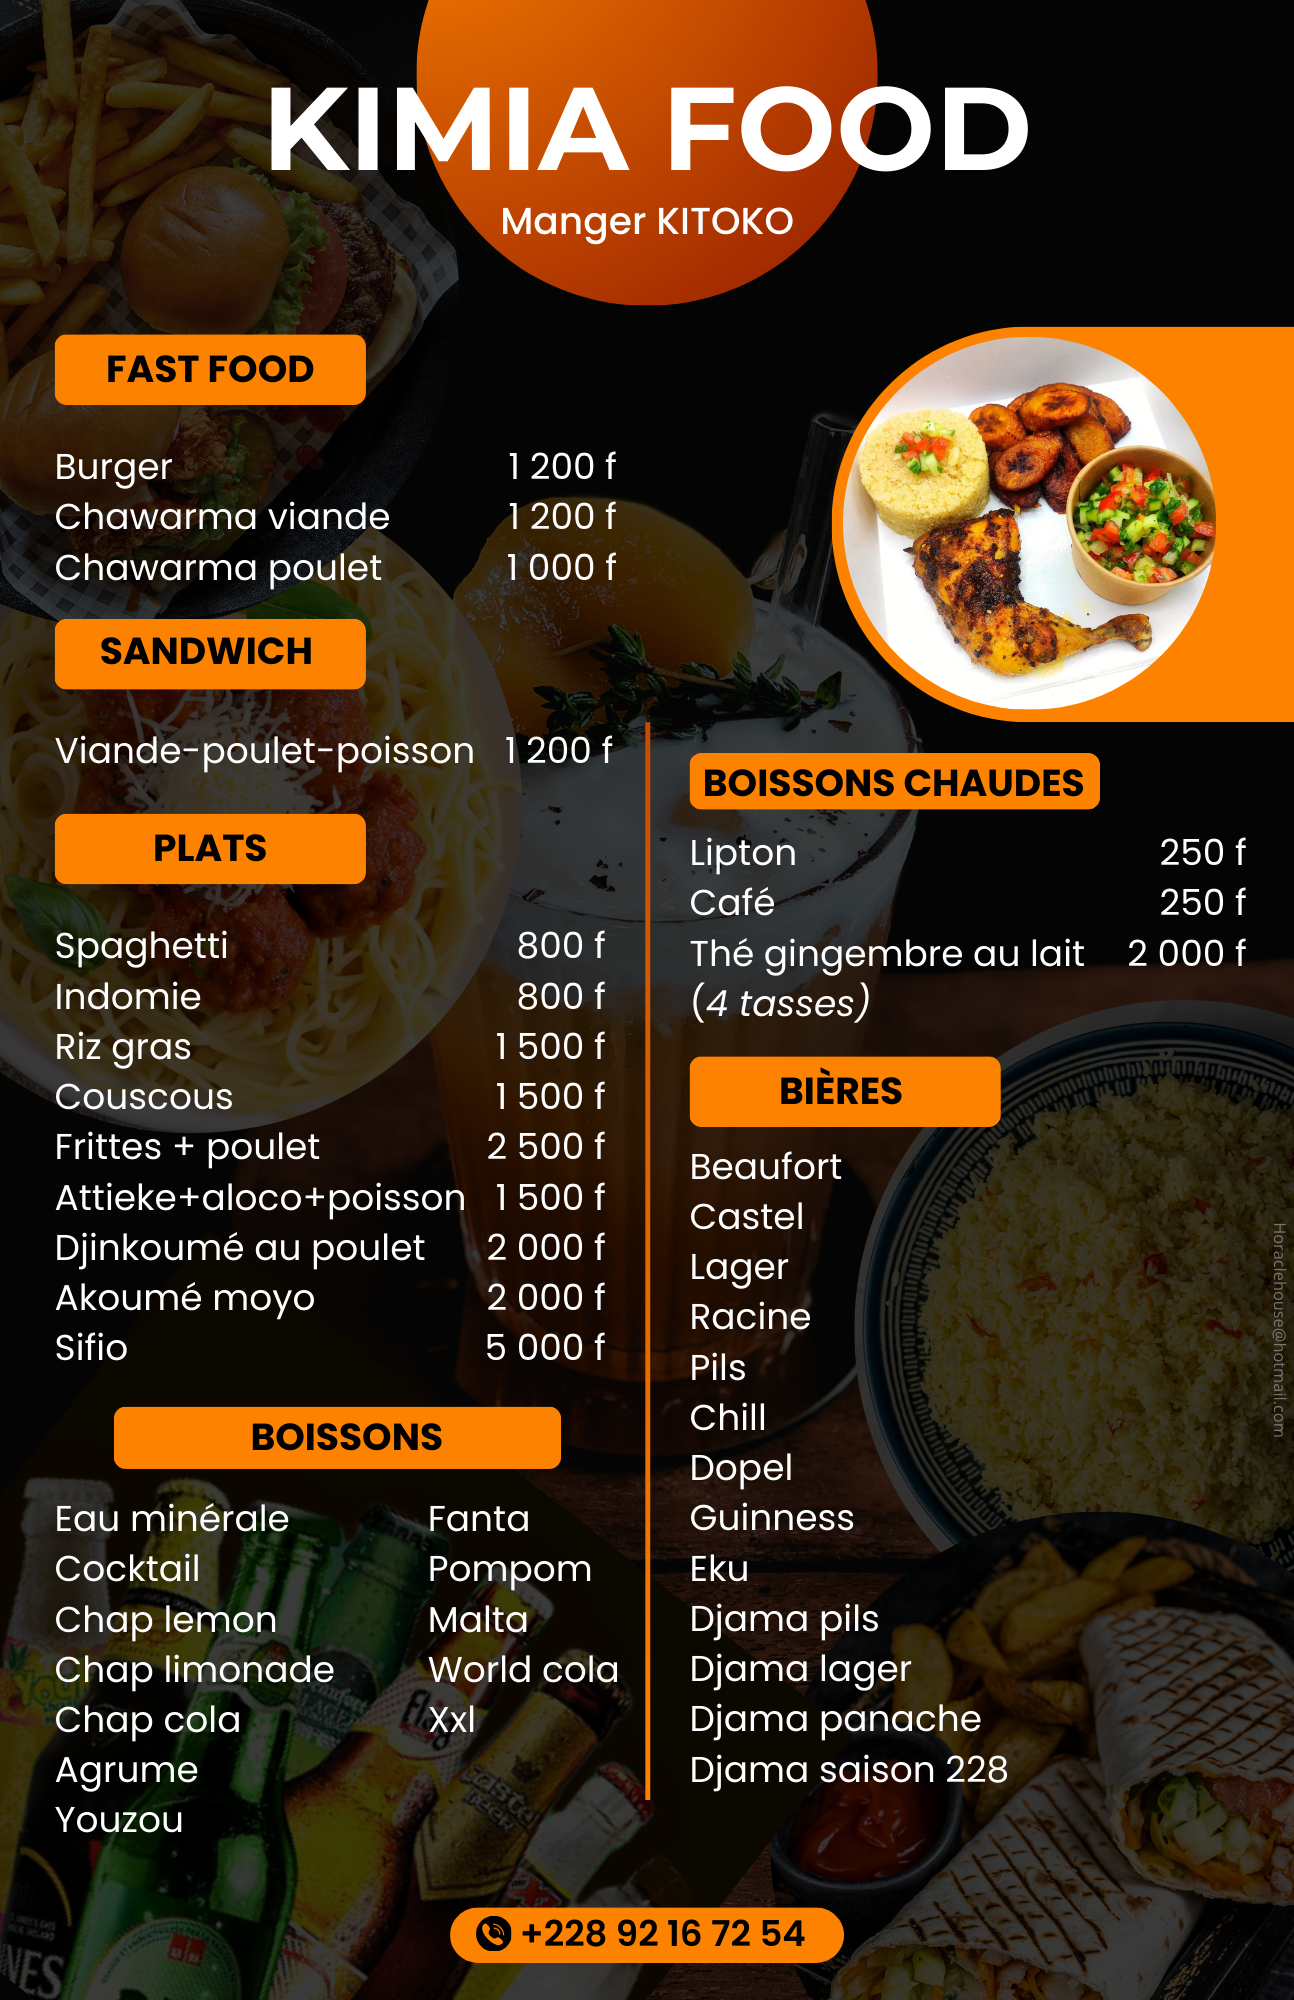 KIMIA FOOD
Manger KITOKO
FAST FOOD
Burger 1 200 f
Chawarma viande 1 200 f
Chawarma poulet 1 000 f
SANDWICH
Viande-poulet-poisson 1 200 f
PLATS
Spaghetti 800 f
Indomie 800 f
Riz gras 1 500 f
Couscous 1 500 f
Frittes + poulet 2 500 f
Attieke+aloco+poisson 1 500 f
Djinkoumé au poulet 2 000 f
Akoumé moyo 2 000 f
Sifio 5 000 f
BOISSONS
Eau minérale
Cocktail
Chap lemon
Chap limonade
Chap cola
Agrume
Youzou
Fanta
Pompom
Malta
World cola
Xxl
BOISSONS CHAUDES
Lipton 250 f
Café 250 f
Thé gingembre au lait 2 000 f
(4 tasses)
BIÈRES
Beaufort
Castel
Lager
Racine
Pils
Chill
Dopel
Guinness
Eku
Djama pils
Djama lager
Djama panache
Djama saison 228
Horaclehouse@hotmail.com
+228 92 16 72 54